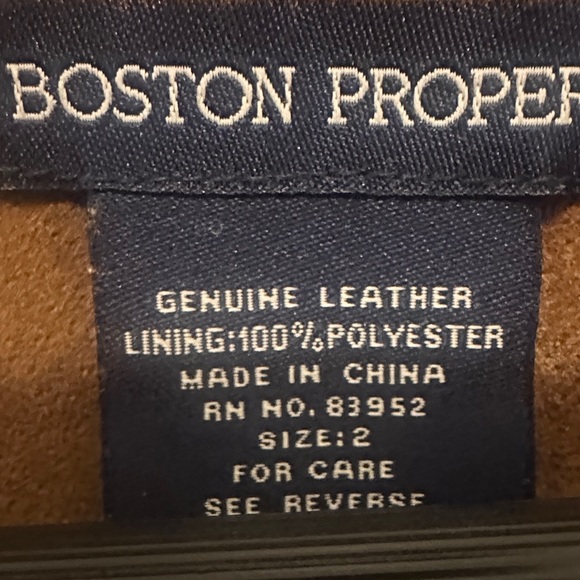 BOSTON PROPER
GENUINE LEATHER
LINING:100%POLYESTER
MADE IN CHINA
RN NO. 83952
SIZE:2
FOR CARE
SEE REVERSE